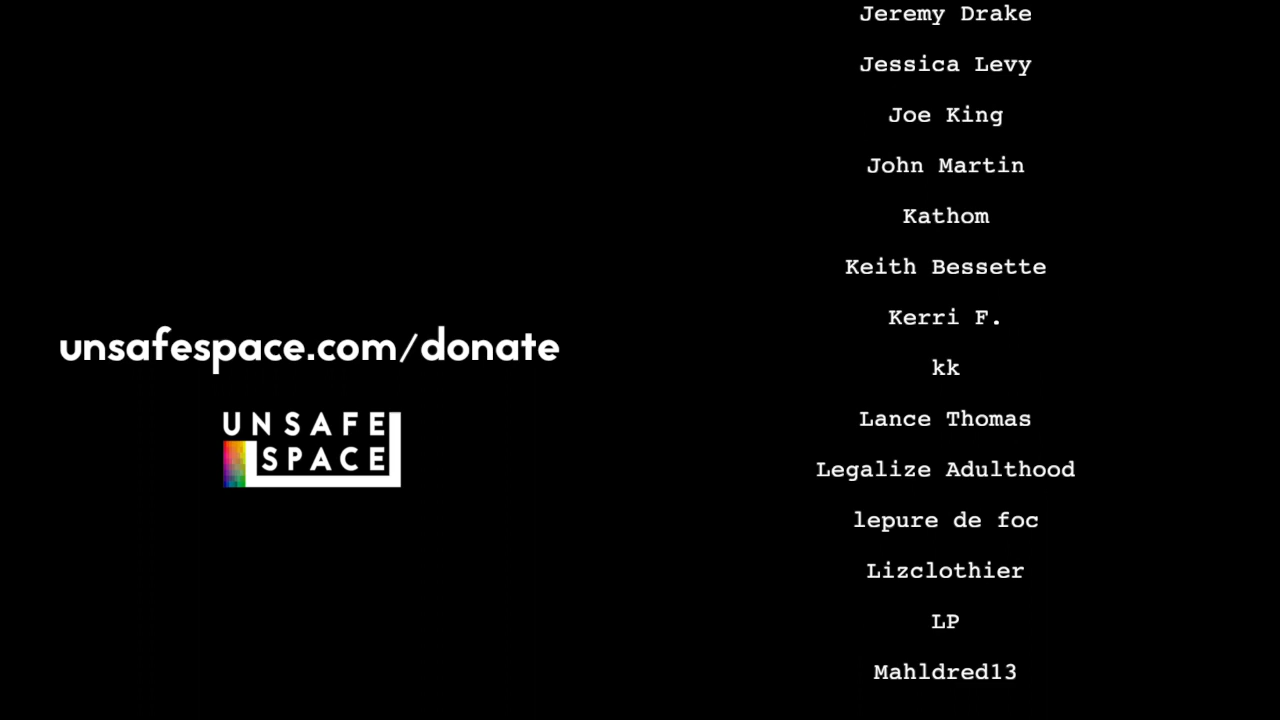 unsafespace.com/donate
UNSAFE
SPACE
Jeremy Drake
Jessica Levy
Joe King
John Martin
Kathom
Keith Bessette
Kerri F.
kk
Lance Thomas
Legalize Adulthood
lepure de foc
Lizclothier
LP
Mahldred13